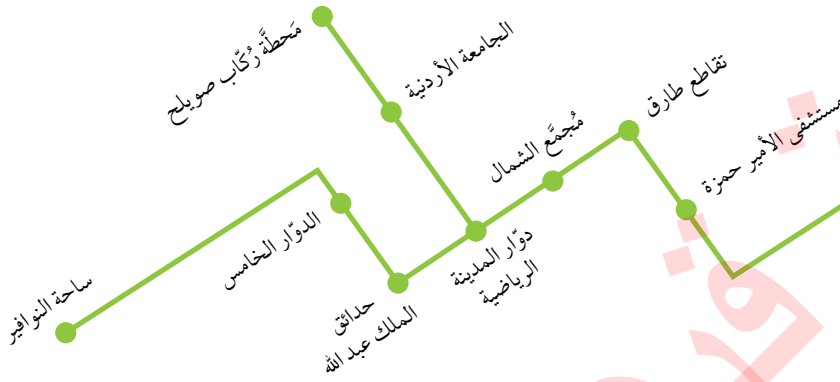 مَحطَّة رُكّاب صويلح
الجامعة الأردنية
تقاطع طارق
مُجمَّع الشمال
مستشفى الأمير حمزة
دوّار المدينة
الرياضية
الدوّار الخامس
حدائق
الملك عبد الله
ساحة النوافير